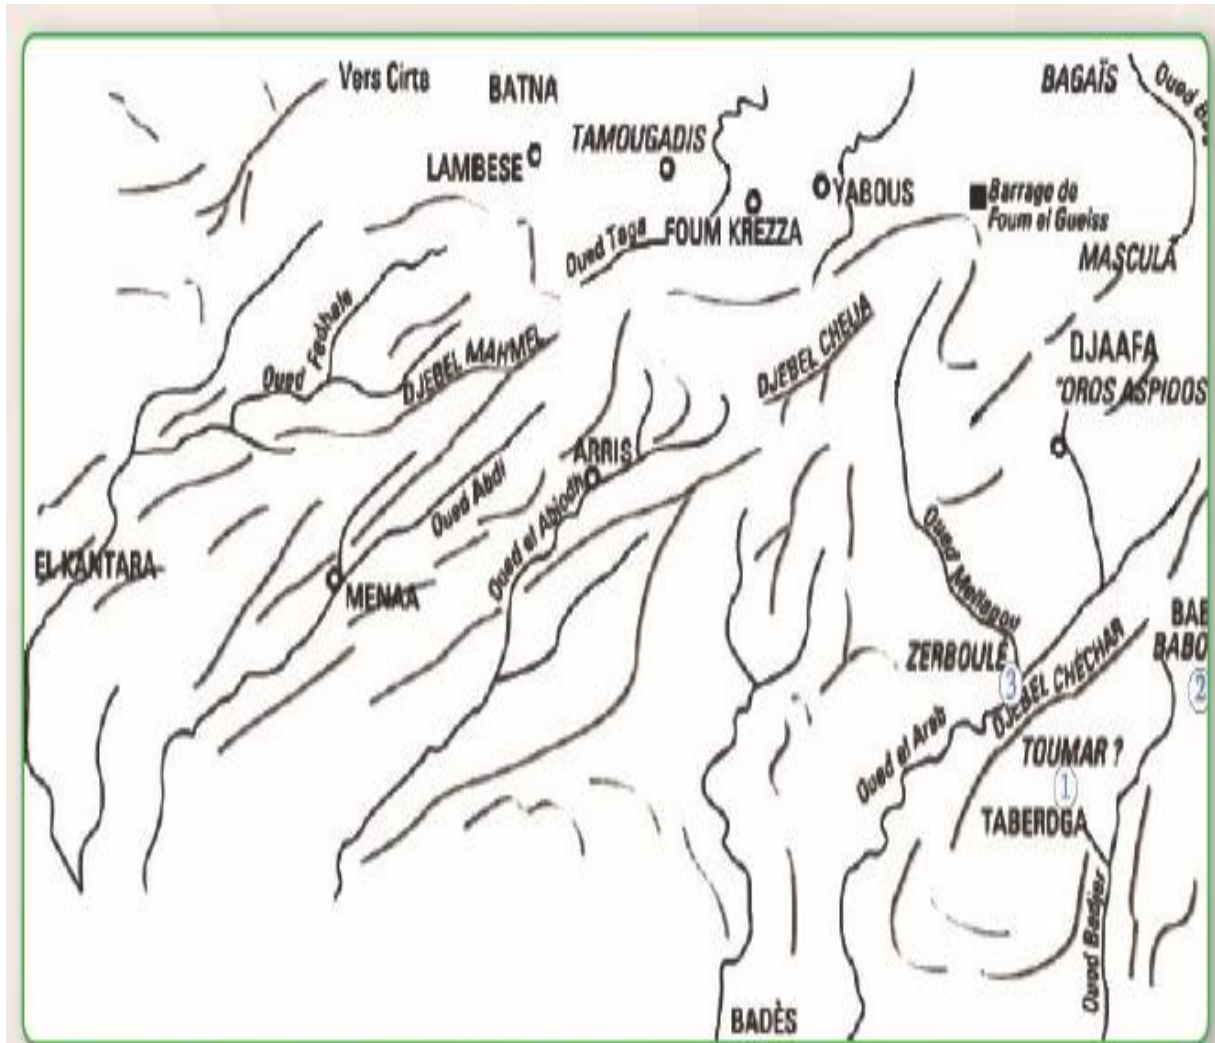 Vers Cirta
BATNA
BAGAÏS
TAMOUGADIS
LAMBESE
YABOUS
Barrage de
Foum el Gueiss
Oued Taga
FOUM KREZZA
MASCULA
Oued Fedhala
DJEBEL MAHMEL
DJEBEL CHELIA
DJAAFA
"OROS ASPIDOS
ARRIS
Oued Abdi
Oued el Abiodh
EL KANTARA
MENAA
Oued Mellagou
BAB
BABO
ZERBOULE
2
3
DJEBEL CHÉCHAR
Oued el Arab
TOUMAR ?
1
TABERDGA
Oued Bedjer
BADÈS